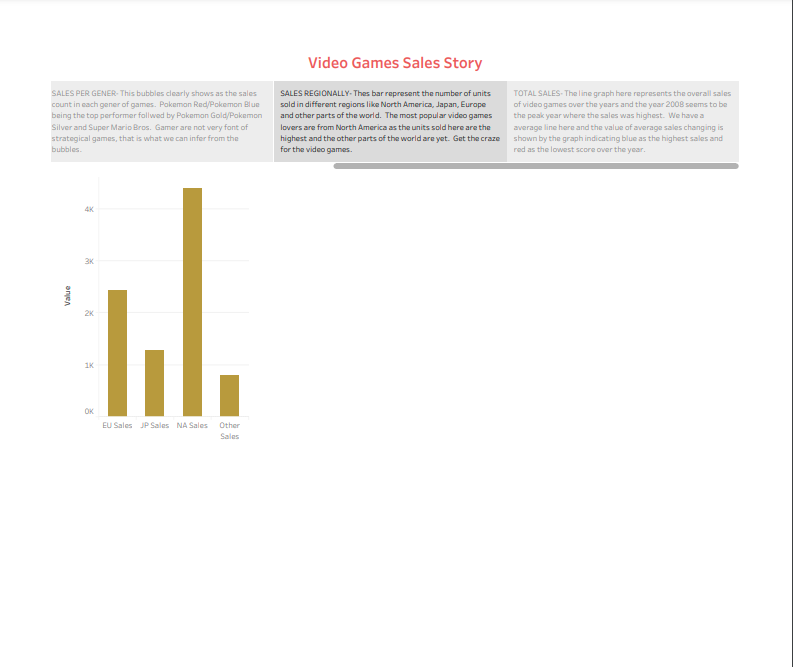 Video Games Sales Story
SALES PER GENER- This bubbles clearly shows as the sales
count in each gener of games.  Pokemon Red/Pokemon Blue
being the top performer follwed by Pokemon Gold/Pokemon
Silver and Super Mario Bros.  Gamer are not very font of
strategical games, that is what we can infer from the
bubbles.
SALES REGIONALLY- Thes bar represent the number of units
sold in different regions like North America, Japan, Europe
and other parts of the world.  The most popular video games
lovers are from North America as the units sold here are the
highest and the other parts of the world are yet.  Get the craze
for the video games.
TOTAL SALES- The line graph here represents the overall sales
of video games over the years and the year 2008 seems to be
the peak year where the sales was highest.  We have a
average line here and the value of average sales changing is
shown by the graph indicating blue as the highest sales and
red as the lowest score over the year.
Value
4K
3K
2K
1K
0K
EU Sales
JP Sales
NA Sales
Other
Sales